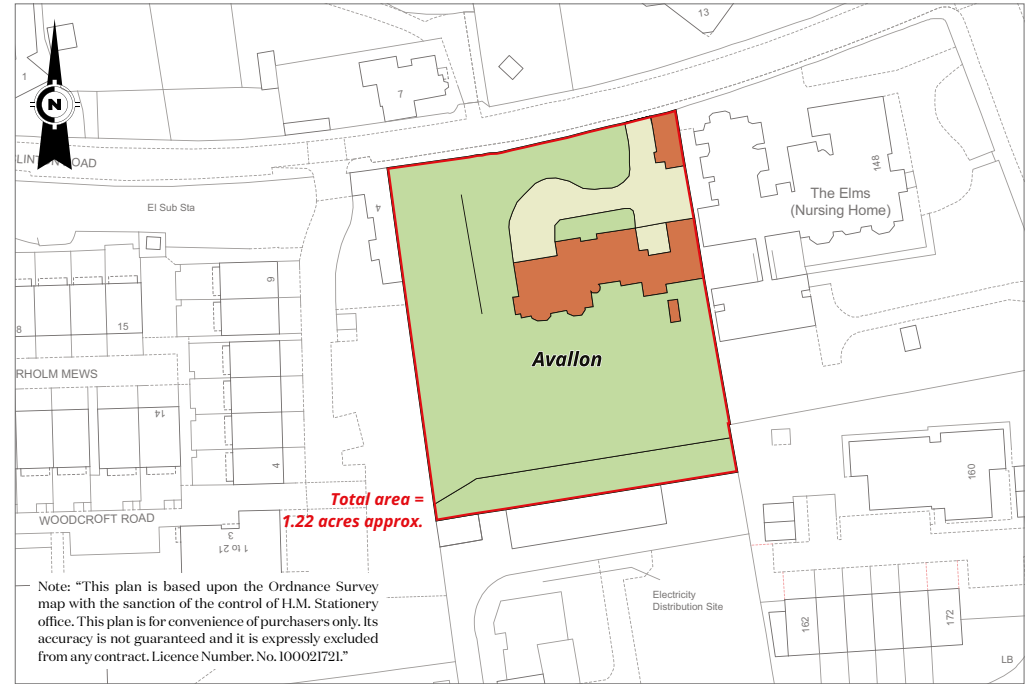 13
1
N
7
CLINTON ROAD
148
The Elms
(Nursing Home)
El Sub Sta
4
9
8
15
Avallon
RHOLM MEWS
14
4
160
Total area =
1.22 acres approx.
WOODCROFT ROAD
3
1 to 21
Note: “This plan is based upon the Ordnance Survey
map with the sanction of the control of H.M. Stationery
office. This plan is for convenience of purchasers only. Its
accuracy is not guaranteed and it is expressly excluded
from any contract. Licence Number. No. 100021721.”
Electricity
Distribution Site
162
172
LB